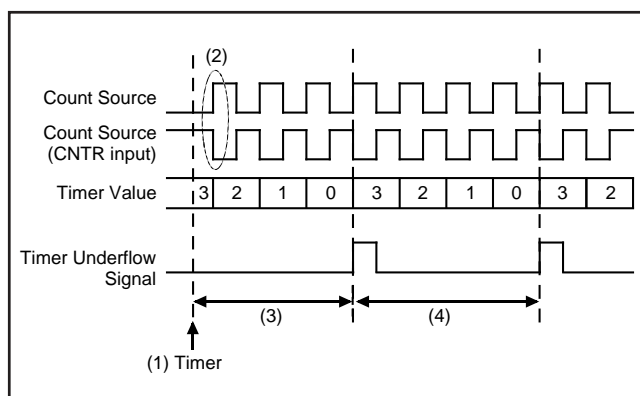 (2)
Count Source
Count Source
(CNTR input)
Timer Value 3 2 1 0 3 2 1 0 3 2
Timer Underflow
Signal
(3) (4)
(1) Timer